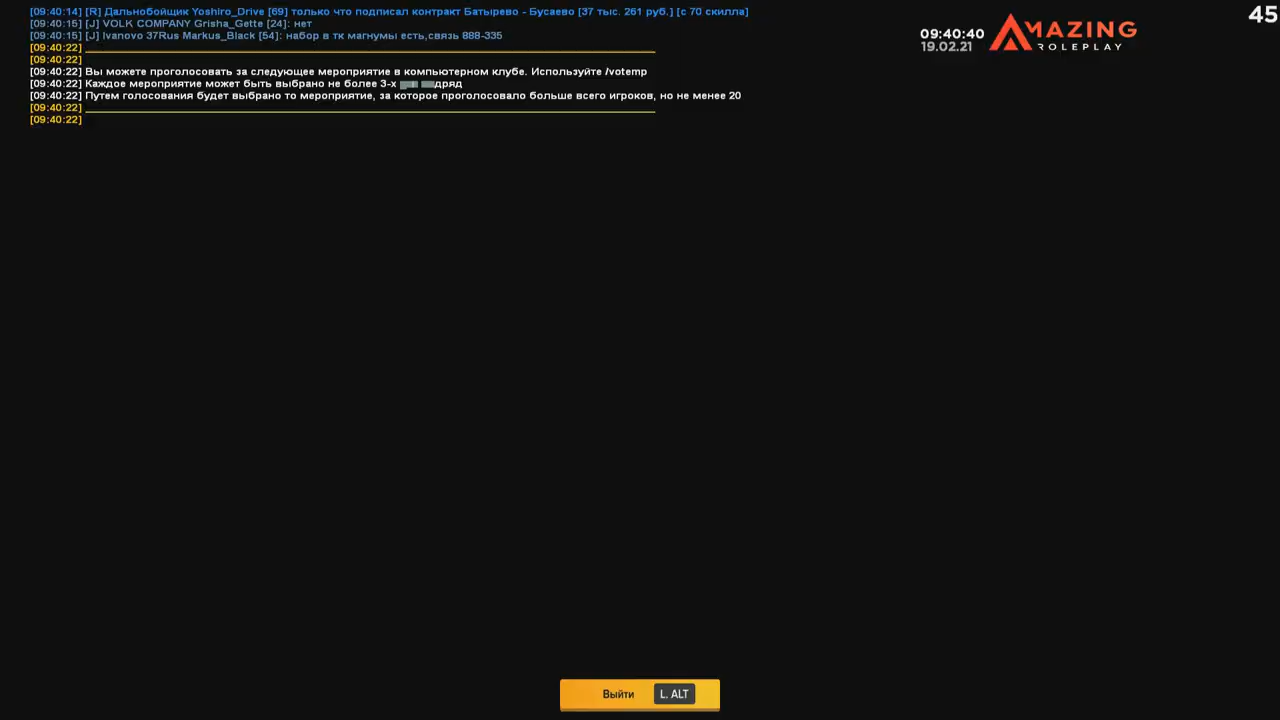 [09:40:14] [R] Дальнобойщик Yoshiro_Drive [69] только что подписал контракт Батырево - Бусаево [37 тыс. 261 руб.] [с 70 скилла]
[09:40:15] [J] VOLK COMPANY Grisha_Gette [24]: нет
[09:40:15] [J] Ivanovo 37Rus Markus_Black [54]: набор в тк магнумы есть,связь 889-335
[09:40:22]
[09:40:22]
[09:40:22] Вы можете проголосовать за следующее мероприятие в компьютерном клубе. Используйте /votemp
[09:40:22] Каждое мероприятие может быть выбрано не более 3-х
[09:40:22] Путем голосования будет выбрано то мероприятие, за которое проголосовало больше всего игроков, но не менее 20
[09:40:22]
[09:40:22]
45
09:40:40
19.02.21
AMAZING
ROLEPLAY
Выйти L. ALT